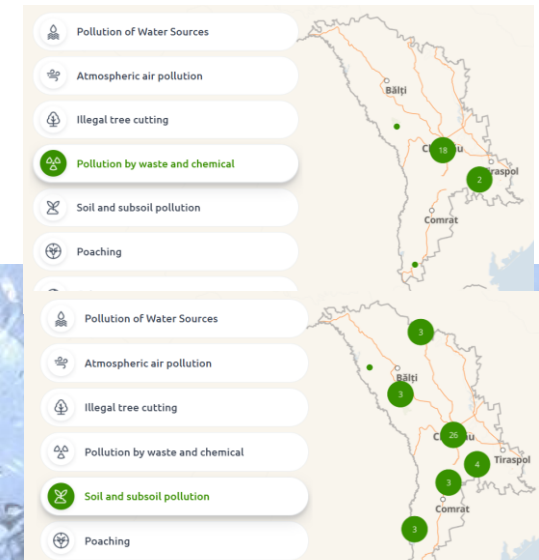 Pollution of Water Sources
Atmospheric air pollution
Illegal tree cutting
Pollution by waste and chemical
Soil and subsoil pollution
Poaching
Bălți
18
2
Comrat
Pollution of Water Sources
Atmospheric air pollution
Illegal tree cutting
Pollution by waste and chemical
Soil and subsoil pollution
Poaching
3
Bălți
3
26
4
Tiraspol
3
Comrat
3